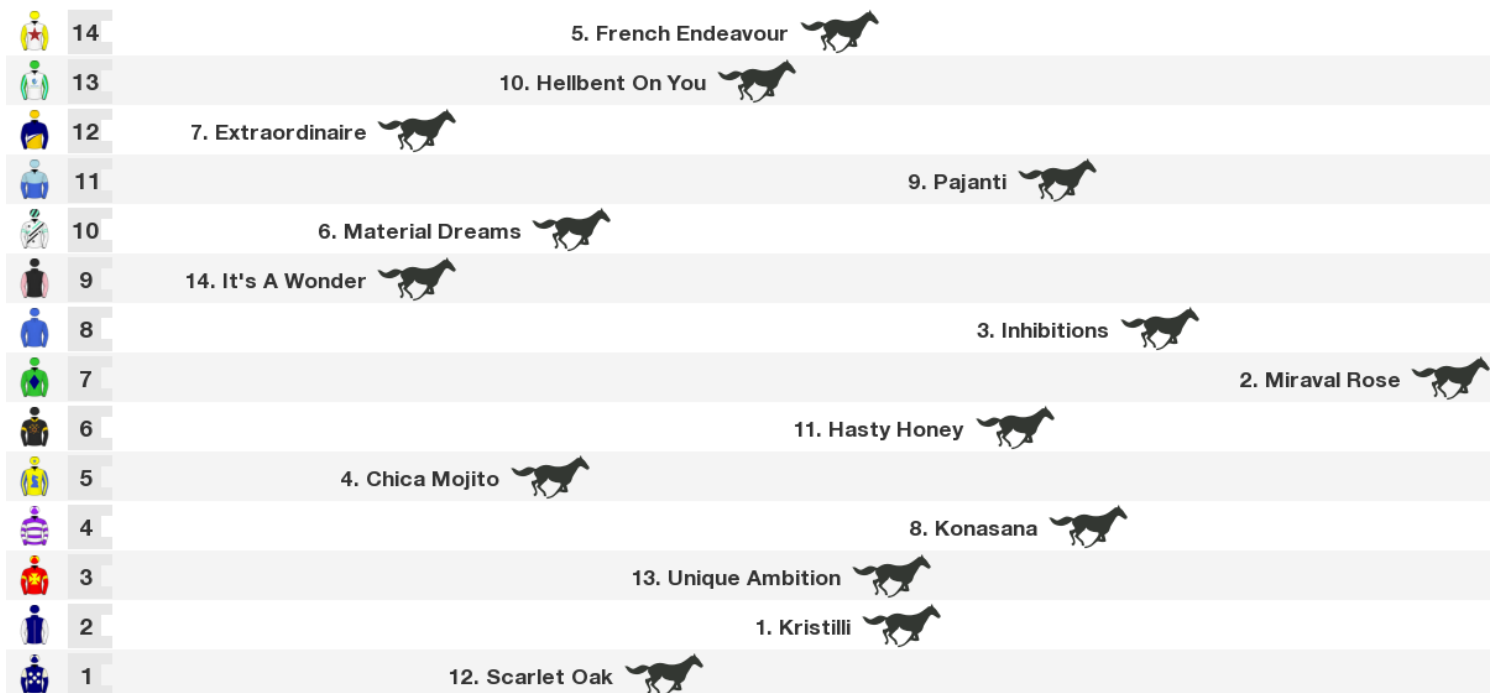 14 5. French Endeavour
13 10. Hellbent On You
12 7. Extraordinaire
11 9. Pajanti
10 6. Material Dreams
9 14. It's A Wonder
8 3. Inhibitions
7 2. Miraval Rose
6 11. Hasty Honey
5 4. Chica Mojito
4 8. Konasana
3 13. Unique Ambition
2 1. Kristilli
1 12. Scarlet Oak